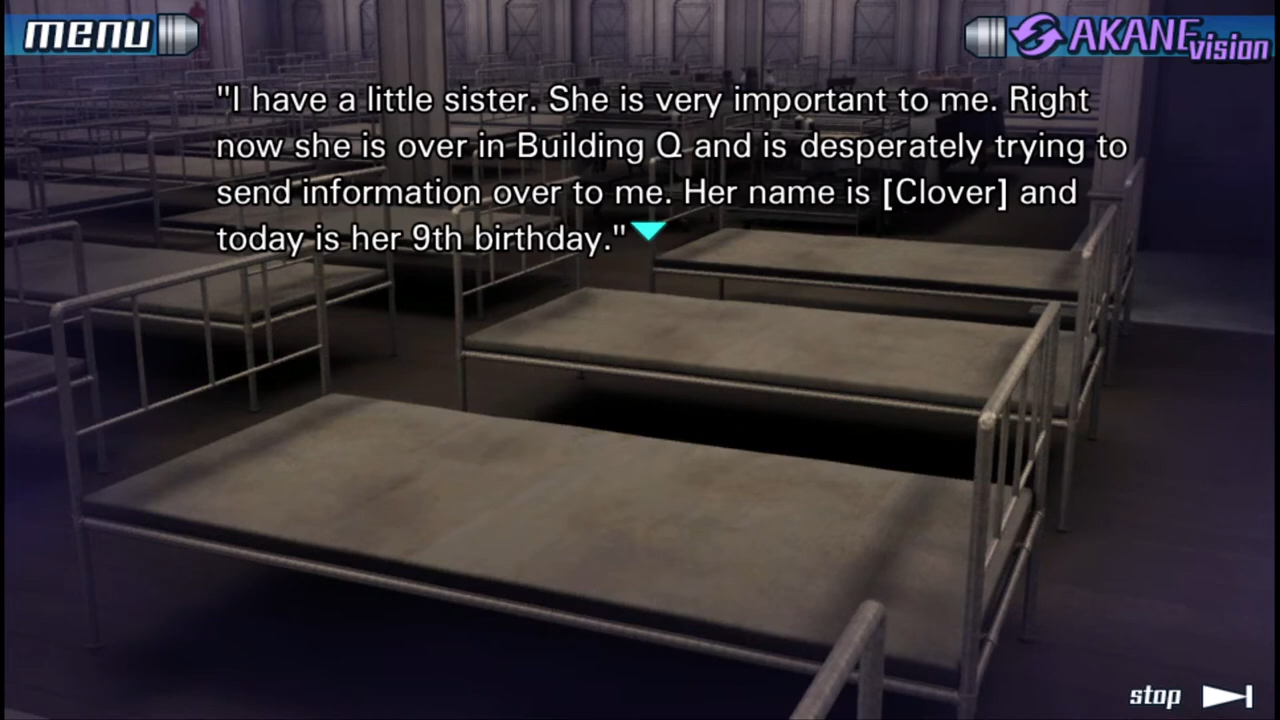 menu
AKANE vision
"I have a little sister. She is very important to me. Right
now she is over in Building Q and is desperately trying to
send information over to me. Her name is [Clover] and
today is her 9th birthday."
stop